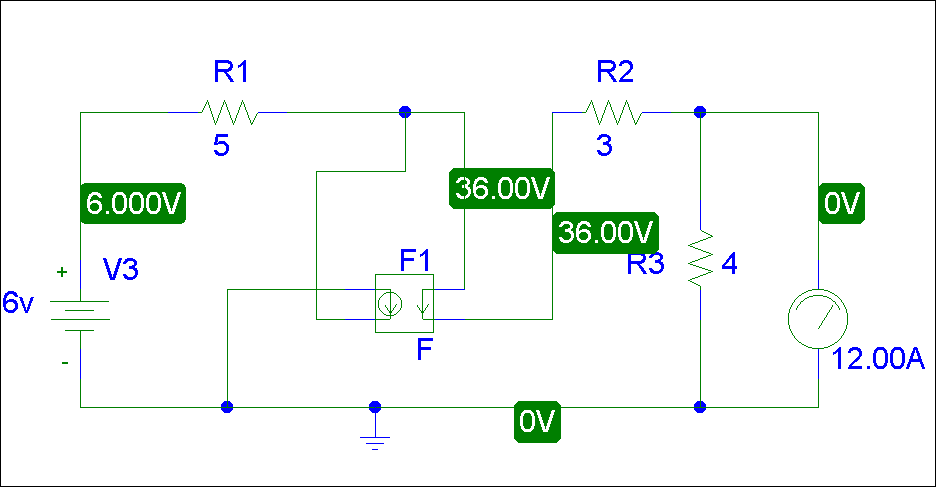 R1
R2
5
3
6.000V
36.00V
0V
36.00V
R3
4
F1
+
V3
6v
F
-
12.00A
0V